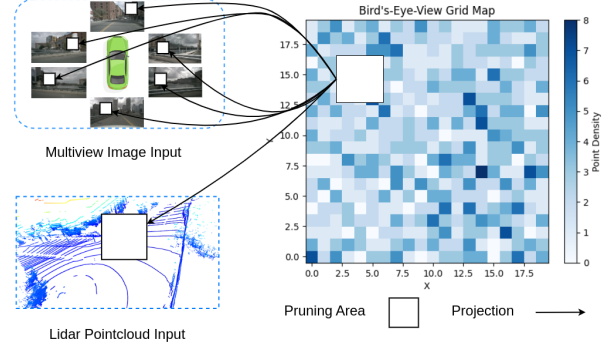 Bird's-Eye-View Grid Map
17.5
15.0
12.5
10.0
7.5
5.0
2.5
0.0
Y
0.0 2.5 5.0 7.5 10.0 12.5 15.0 17.5
X
8
7
6
5
4
3
2
1
0
Point Density
Multiview Image Input
Lidar Pointcloud Input
Pruning Area
Projection